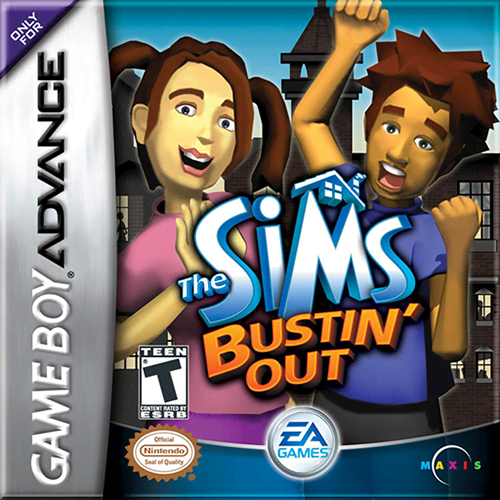 ONLY
FOR
GAME BOY ADVANCE
The
SiMS
BUSTIN'
OUT
TEEN
T
CONTENT RATED BY
ESRB
Official
Nintendo
Seal of Quality
EA
GAMES
MAXIS